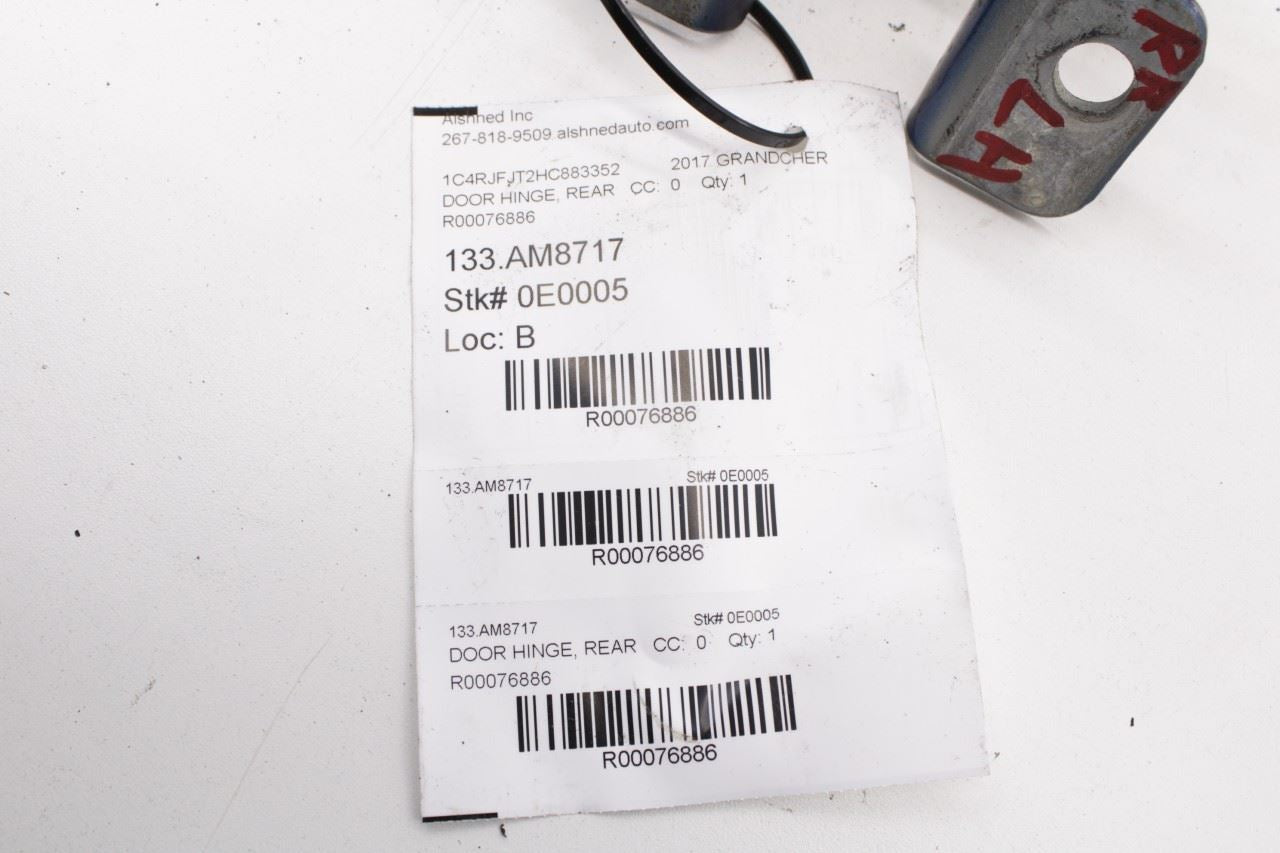 Alshned Inc
267-818-9509 alshnedauto.com
1C4RJFJT2HC883352 2017 GRANDCHER
DOOR HINGE, REAR CC: 0 Qty: 1
R00076886
133.AM8717
Stk# 0E0005
Loc: B
R00076886
133.AM8717 Stk# 0E0005
R00076886
133.AM8717 Stk# 0E0005
DOOR HINGE, REAR CC: 0 Qty: 1
R00076886
R00076886
RR
LH